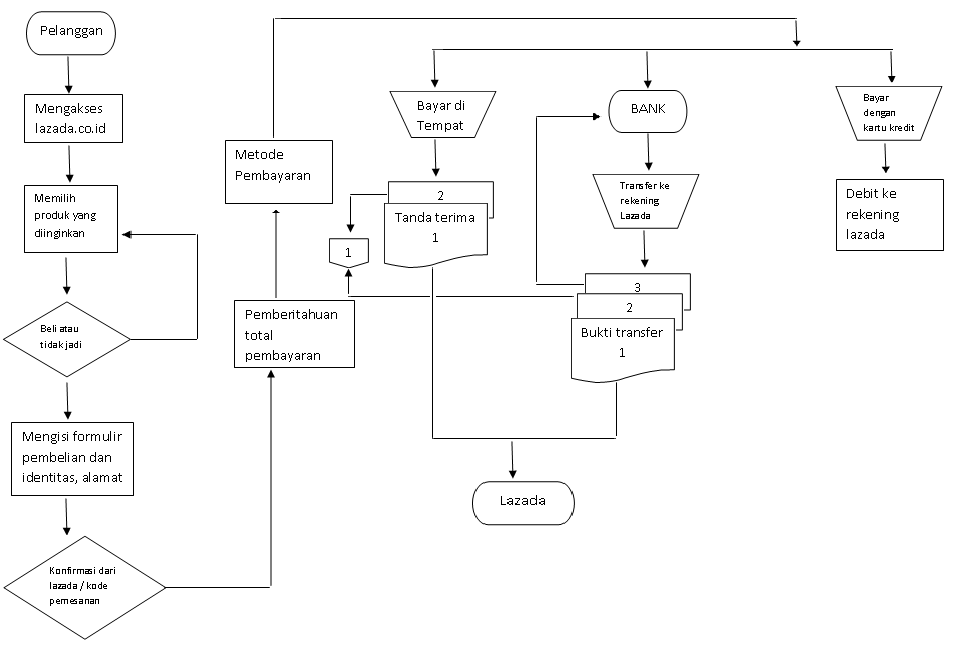 Pelanggan
Mengakses
lazada.co.id
Memilih
produk yang
diinginkan
Beli atau
tidak jadi
Mengisi formulir
pembelian dan
identitas, alamat
Konfirmasi dari
lazada / kode
pemesanan
Pemberitahuan
total
pembayaran
Metode
Pembayaran
Bayar di
Tempat
2
Tanda terima
1
1
BANK
Transfer ke
rekening
Lazada
3
2
Bukti transfer
1
Lazada
Bayar
dengan
kartu kredit
Debit ke
rekening
lazada